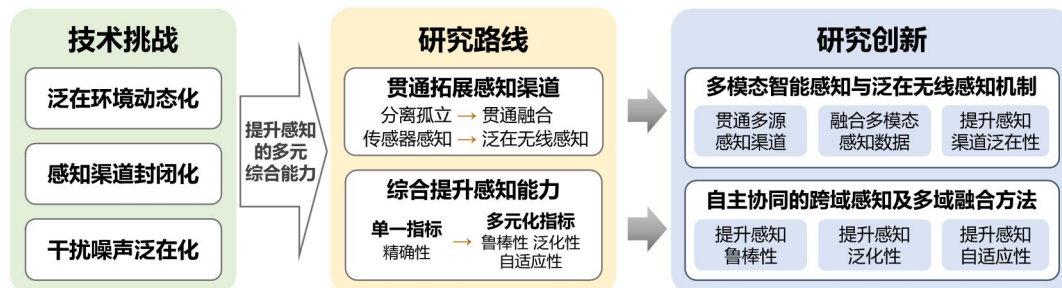 技术挑战
泛在环境动态化
感知渠道封闭化
干扰噪声泛在化
提升感知
的多元
综合能力
研究路线
贯通拓展感知渠道
分离孤立 → 贯通融合
传感器感知 → 泛在无线感知
综合提升感知能力
单一指标
精确性
→
多元化指标
鲁棒性 泛化性
自适应性
研究创新
多模态智能感知与泛在无线感知机制
贯通多源
感知渠道
融合多模态
感知数据
提升感知
渠道泛在性
自主协同的跨域感知及多域融合方法
提升感知
鲁棒性
提升感知
泛化性
提升感知
自适应性